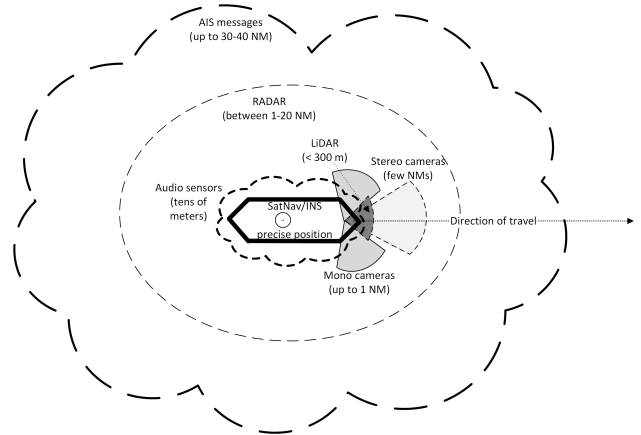 AIS messages
(up to 30-40 NM)
RADAR
(between 1-20 NM)
LiDAR
(< 300 m)
Stereo cameras
(few NMs)
Audio sensors
(tens of
meters)
SatNav/INS
precise position
Direction of travel
Mono cameras
(up to 1 NM)